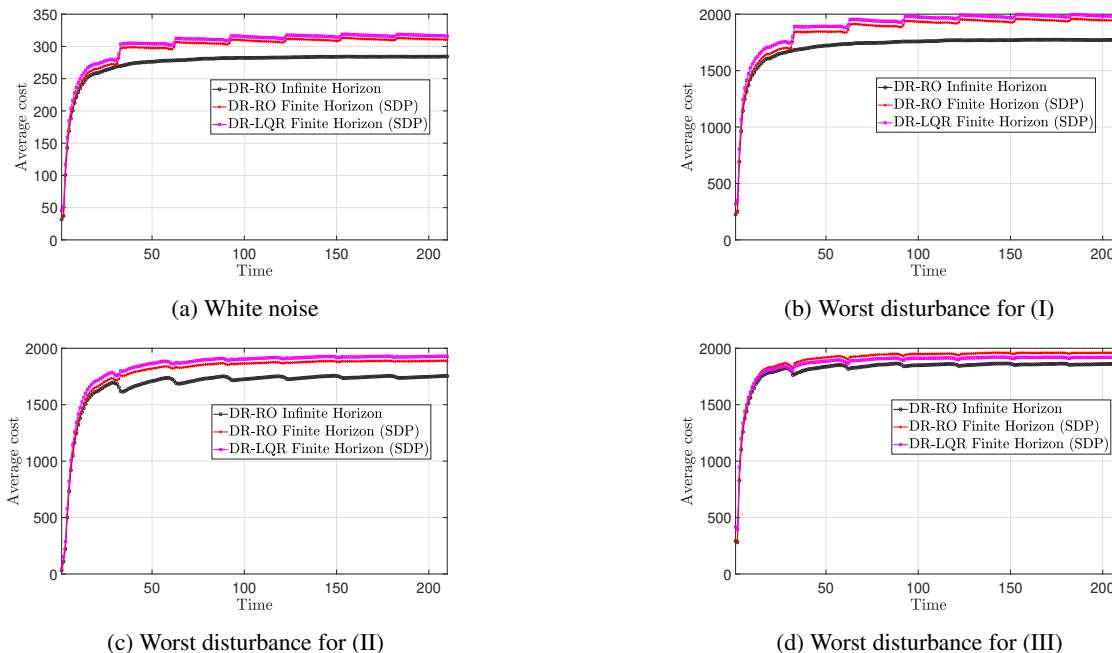 350
300
250
200
150
100
50
0
Average cost
DR-RO Infinite Horizon
DR-RO Finite Horizon (SDP)
DR-LQR Finite Horizon (SDP)
50 100 150 200
Time
(a) White noise
2000
1500
1000
500
0
Average cost
DR-RO Infinite Horizon
DR-RO Finite Horizon (SDP)
DR-LQR Finite Horizon (SDP)
50 100 150 200
Time
(b) Worst disturbance for (I)
2000
1500
1000
500
0
Average cost
DR-RO Infinite Horizon
DR-RO Finite Horizon (SDP)
DR-LQR Finite Horizon (SDP)
50 100 150 200
Time
(c) Worst disturbance for (II)
2000
1500
1000
500
0
Average cost
DR-RO Infinite Horizon
DR-RO Finite Horizon (SDP)
DR-LQR Finite Horizon (SDP)
50 100 150 200
Time
(d) Worst disturbance for (III)